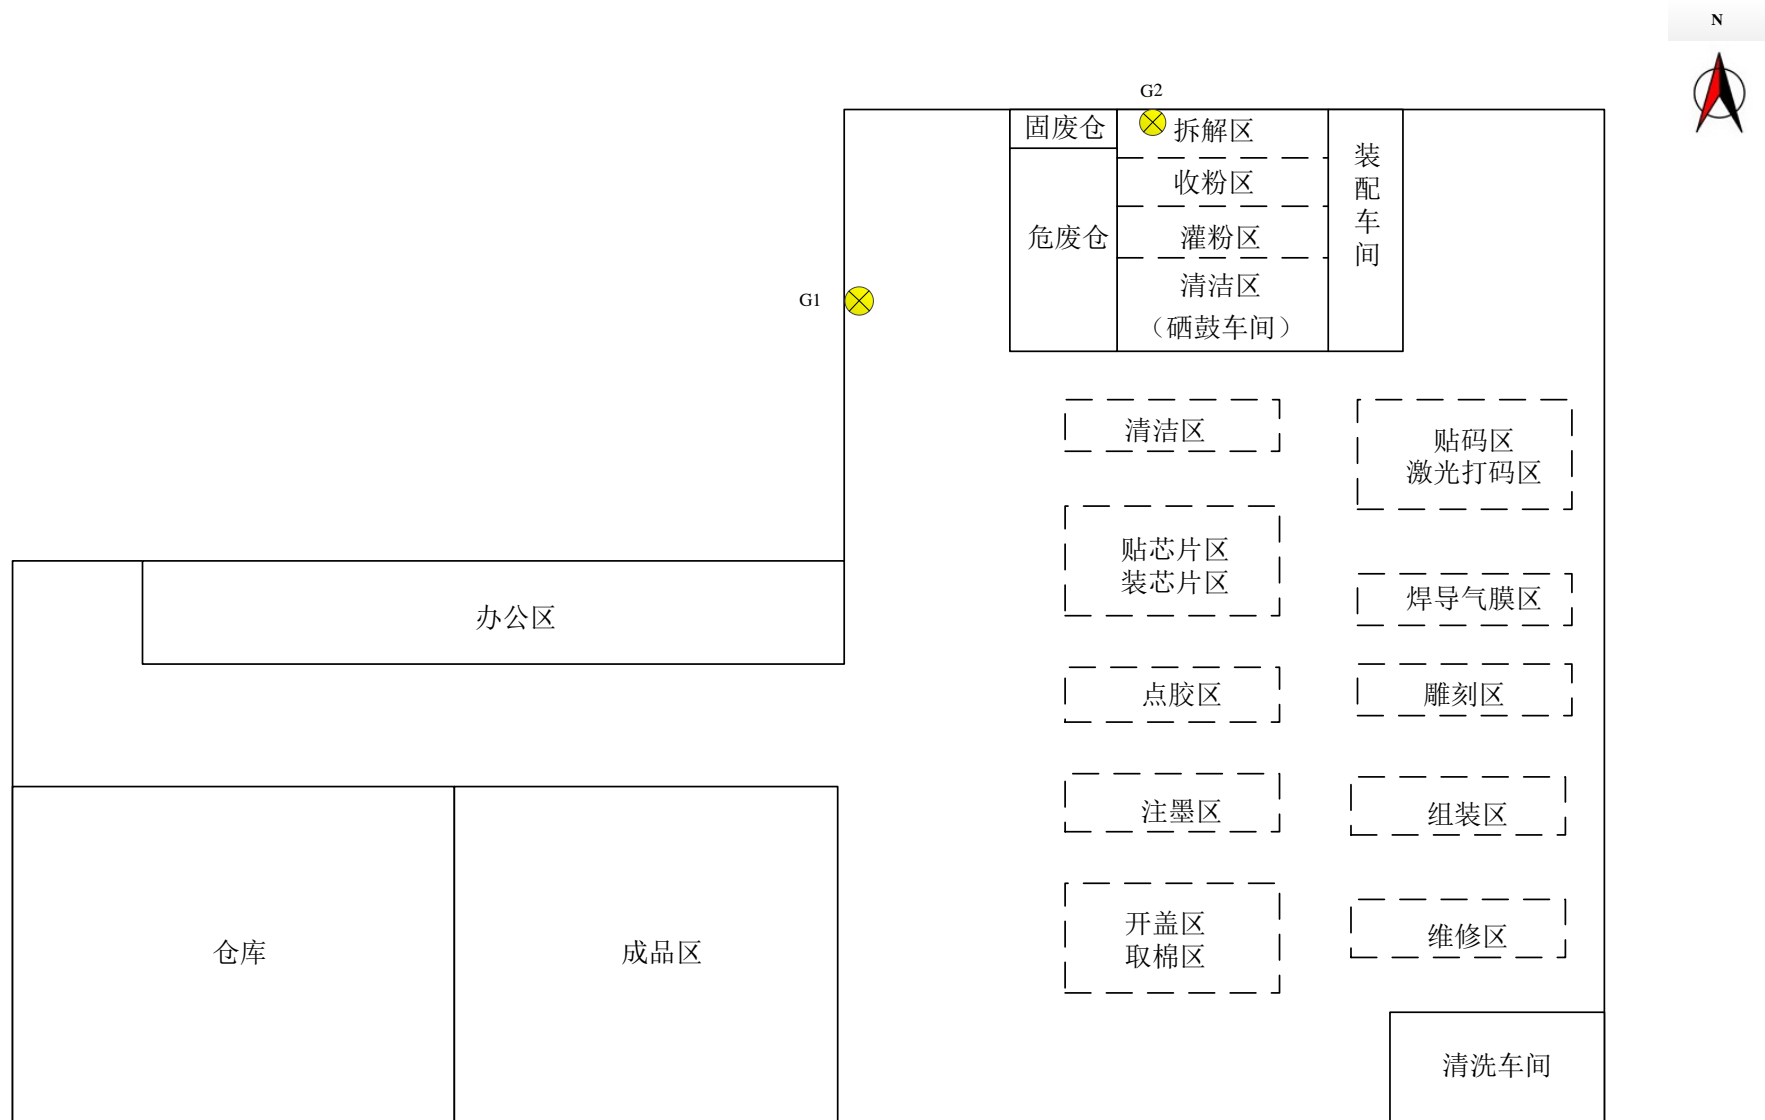 N
G2
固废仓
拆解区
收粉区
危废仓
灌粉区
清洁区
（硒鼓车间）
装
配
车
间
G1
清洁区
贴码区
激光打码区
贴芯片区
装芯片区
焊导气膜区
办公区
点胶区
雕刻区
注墨区
组装区
开盖区
取棉区
维修区
仓库
成品区
清洗车间